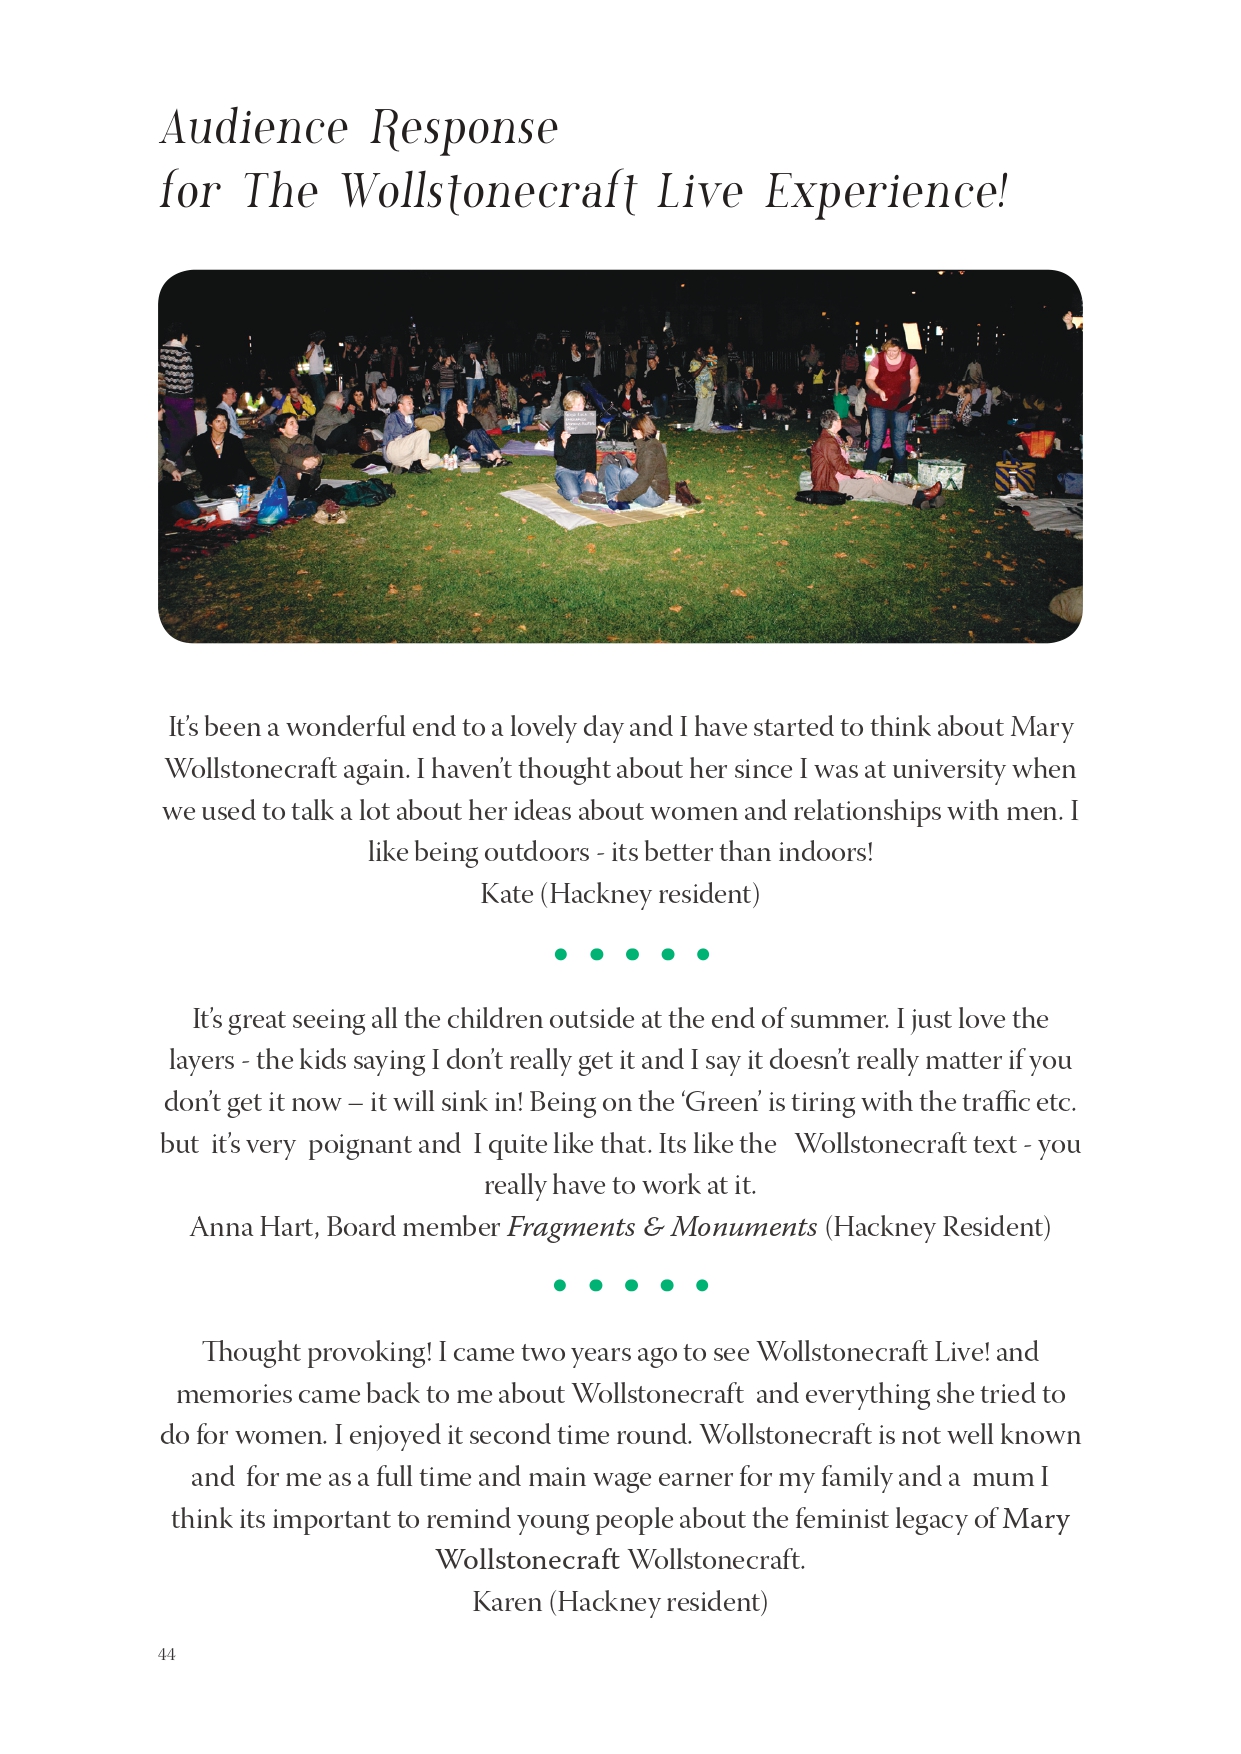 Audience Response
for The Wollstonecraft Live Experience!
It’s been a wonderful end to a lovely day and I have started to think about Mary
Wollstonecraft again. I haven’t thought about her since I was at university when
we used to talk a lot about her ideas about women and relationships with men. I
like being outdoors - its better than indoors!
Kate (Hackney resident)
It’s great seeing all the children outside at the end of summer. I just love the
layers - the kids saying I don’t really get it and I say it doesn’t really matter if you
don’t get it now – it will sink in! Being on the ‘Green’ is tiring with the traffic etc.
but it’s very poignant and I quite like that. Its like the Wollstonecraft text - you
really have to work at it.
Anna Hart, Board member Fragments & Monuments (Hackney Resident)
Thought provoking! I came two years ago to see Wollstonecraft Live! and
memories came back to me about Wollstonecraft and everything she tried to
do for women. I enjoyed it second time round. Wollstonecraft is not well known
and for me as a full time and main wage earner for my family and a mum I
think its important to remind young people about the feminist legacy of Mary
Wollstonecraft Wollstonecraft.
Karen (Hackney resident)
44